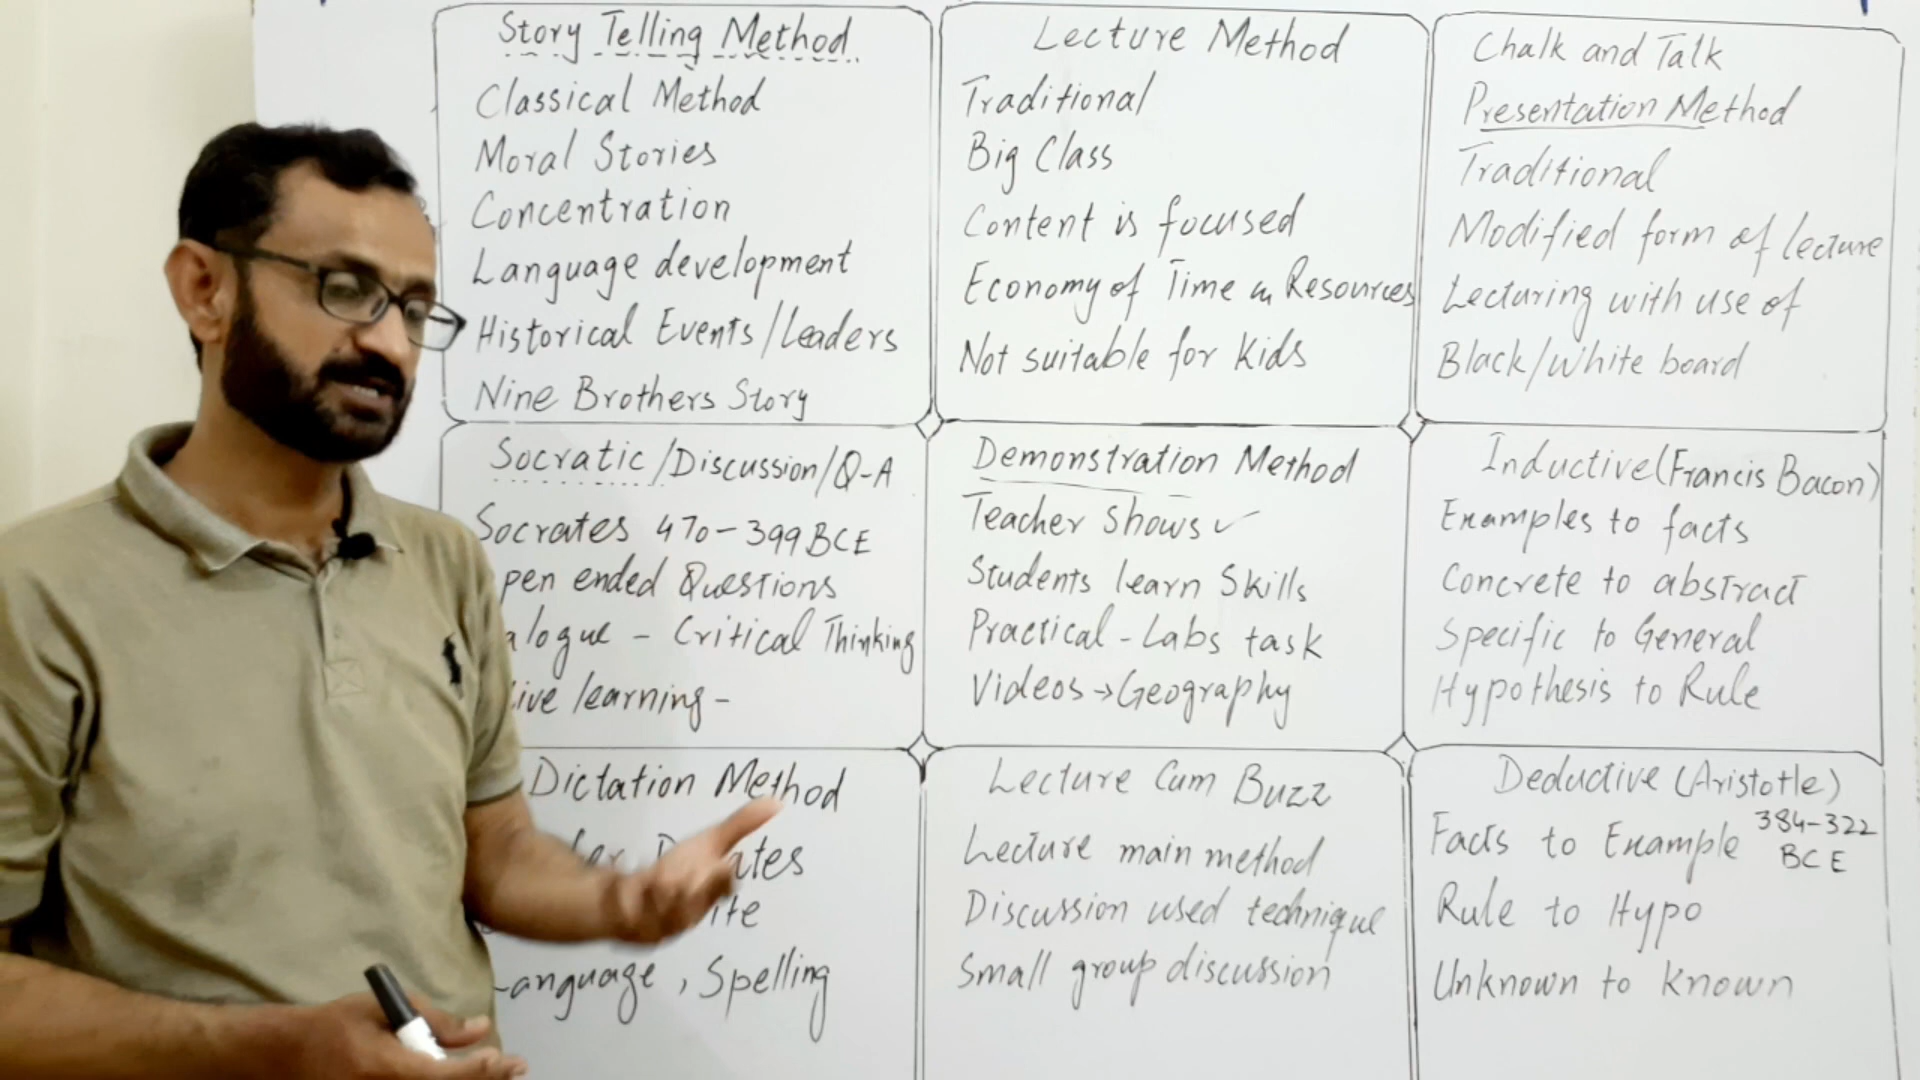 Story Telling Method
Classical Method
Moral Stories
Concentration
Language development
Historical Events/Leaders
Nine Brothers Story
Lecture Method
Traditional
Big Class
Content is focused
Economy of Time n Resources
Not suitable for Kids
Chalk and Talk
Presentation Method
Traditional
Modified form of lecture
Lecturing with use of
Black/White board
Socratic/Discussion/Q-A
Socrates 470-399 BCE
pen ended Questions
alogue - Critical Thinking
ive learning -
Demonstration Method
Teacher Shows ✓
Students learn Skills
Practical - Labs task
Videos → Geography
Inductive (Francis Bacon)
Examples to facts
Concrete to abstract
Specific to General
Hypothesis to Rule
Dictation Method
ates
ite
Language, Spelling
Lecture Cum Buzz
Lecture main method
Discussion used technique
Small group discussion
Deductive (Aristotle)
384-322
Facts to Example
BCE
Rule to Hypo
Unknown to Known